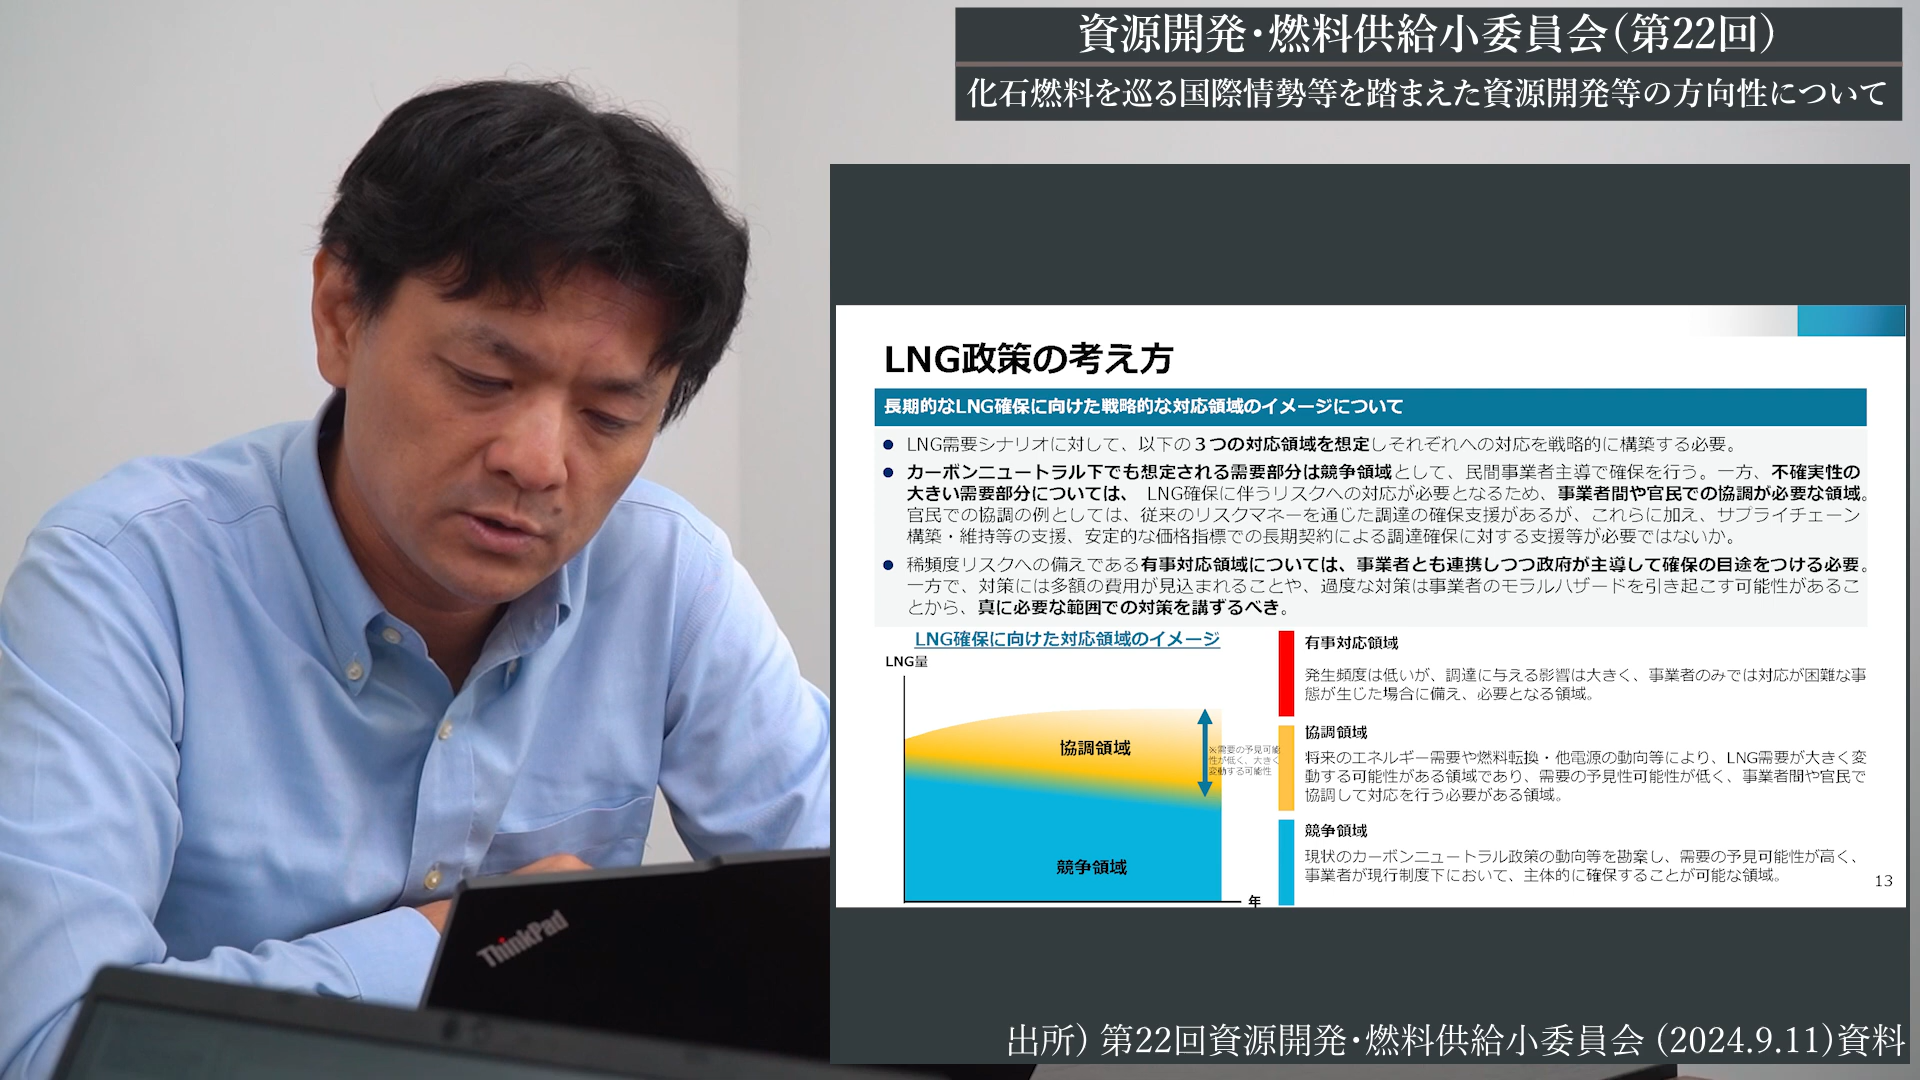 資源開発・燃料供給小委員会（第22回）
化石燃料を巡る国際情勢等を踏まえた資源開発等の方向性について
LNG政策の考え方
長期的なLNG確保に向けた戦略的な対応領域のイメージについて
● LNG需要シナリオに対して、以下の３つの対応領域を想定しそれぞれへの対応を戦略的に構築する必要。
● カーボンニュートラル下でも想定される需要部分は競争領域として、民間事業者主導で確保を行う。一方、不確実性の
大きい需要部分については、 LNG確保に伴うリスクへの対応が必要となるため、事業者間や官民での協調が必要な領域。
官民での協調の例としては、従来のリスクマネーを通じた調達の確保支援があるが、これらに加え、サプライチェーン
構築・維持等の支援、安定的な価格指標での長期契約による調達確保に対する支援等が必要ではないか。
● 稀頻度リスクへの備えである有事対応領域については、事業者とも連携しつつ政府が主導して確保の目途をつける必要。
一方で、対策には多額の費用が見込まれることや、過度な対策は事業者のモラルハザードを引き起こす可能性があるこ
とから、真に必要な範囲での対策を講ずるべき。
LNG確保に向けた対応領域のイメージ
LNG量
協調領域
※需要の予見可能
性が低く、大きく
変動する可能性
競争領域
年
有事対応領域
発生頻度は低いが、調達に与える影響は大きく、事業者のみでは対応が困難な事
態が生じた場合に備え、必要となる領域。
協調領域
将来のエネルギー需要や燃料転換・他電源の動向等により、LNG需要が大きく変
動する可能性がある領域であり、需要の予見性可能性が低く、事業者間や官民で
協調して対応を行う必要がある領域。
競争領域
現状のカーボンニュートラル政策の動向等を勘案し、需要の予見可能性が高く、
事業者が現行制度下において、主体的に確保することが可能な領域。
13
ThinkPad
出所）第22回資源開発・燃料供給小委員会 (2024.9.11)資料